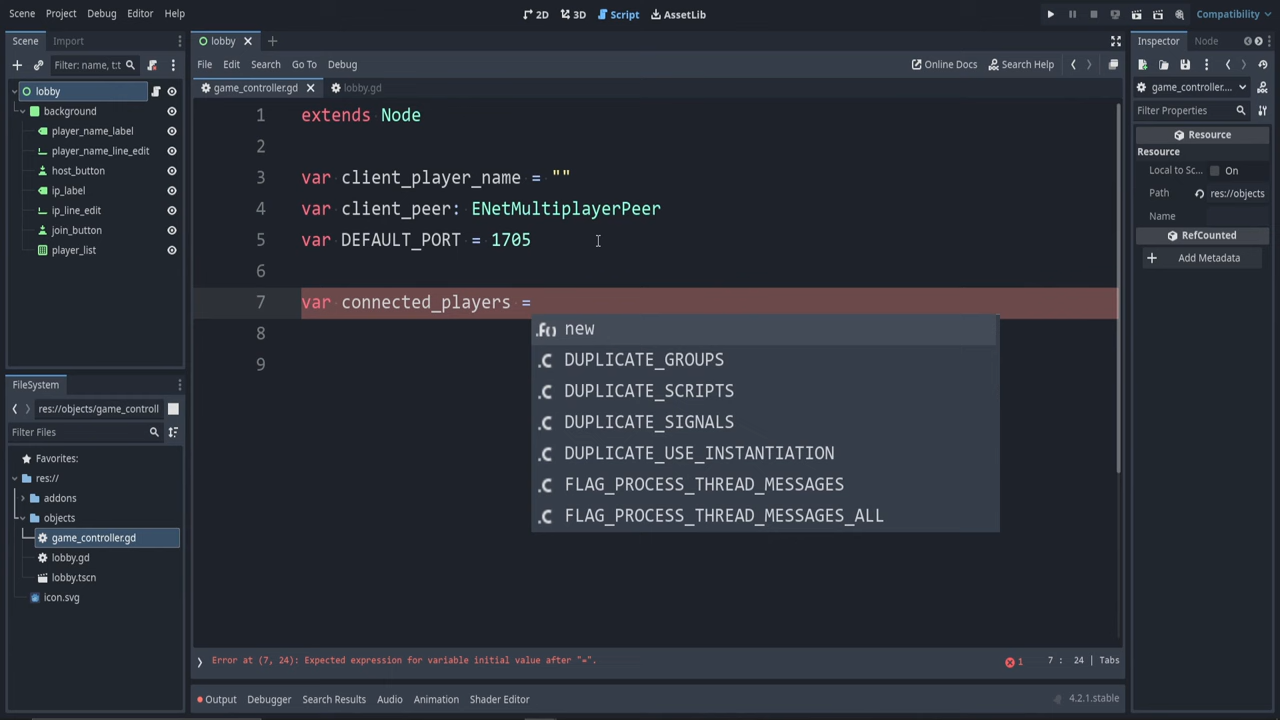 Scene Project Debug Editor Help
2D 3D Script AssetLib
Compatibility
Scene Import
Filter: name, t:t
lobby
background
player_name_label
player_name_line_edit
host_button
ip_label
ip_line_edit
join_button
player_list
FileSystem
res://objects/game_controll
Filter Files
Favorites:
res://
addons
objects
game_controller.gd
lobby.gd
lobby.tscn
icon.svg
lobby
File Edit Search Go To Debug
Online Docs Search Help
game_controller.gd lobby.gd
1 extends Node
2
3 var client_player_name = ""
4 var client_peer: ENetMultiplayerPeer
5 var DEFAULT_PORT = 1705
6
7 var connected_players =
8
9
.f() new
.C DUPLICATE_GROUPS
.C DUPLICATE_SCRIPTS
.C DUPLICATE_SIGNALS
.C DUPLICATE_USE_INSTANTIATION
.C FLAG_PROCESS_THREAD_MESSAGES
.C FLAG_PROCESS_THREAD_MESSAGES_ALL
Error at (7, 24): Expected expression for variable initial value after "=".
1 7 : 24 | Tabs
Output Debugger Search Results Audio Animation Shader Editor
4.2.1.stable
Inspector Node
game_controller....
Filter Properties
Resource
Resource
Local to Sc... On
Path res://objects
Name
RefCounted
Add Metadata